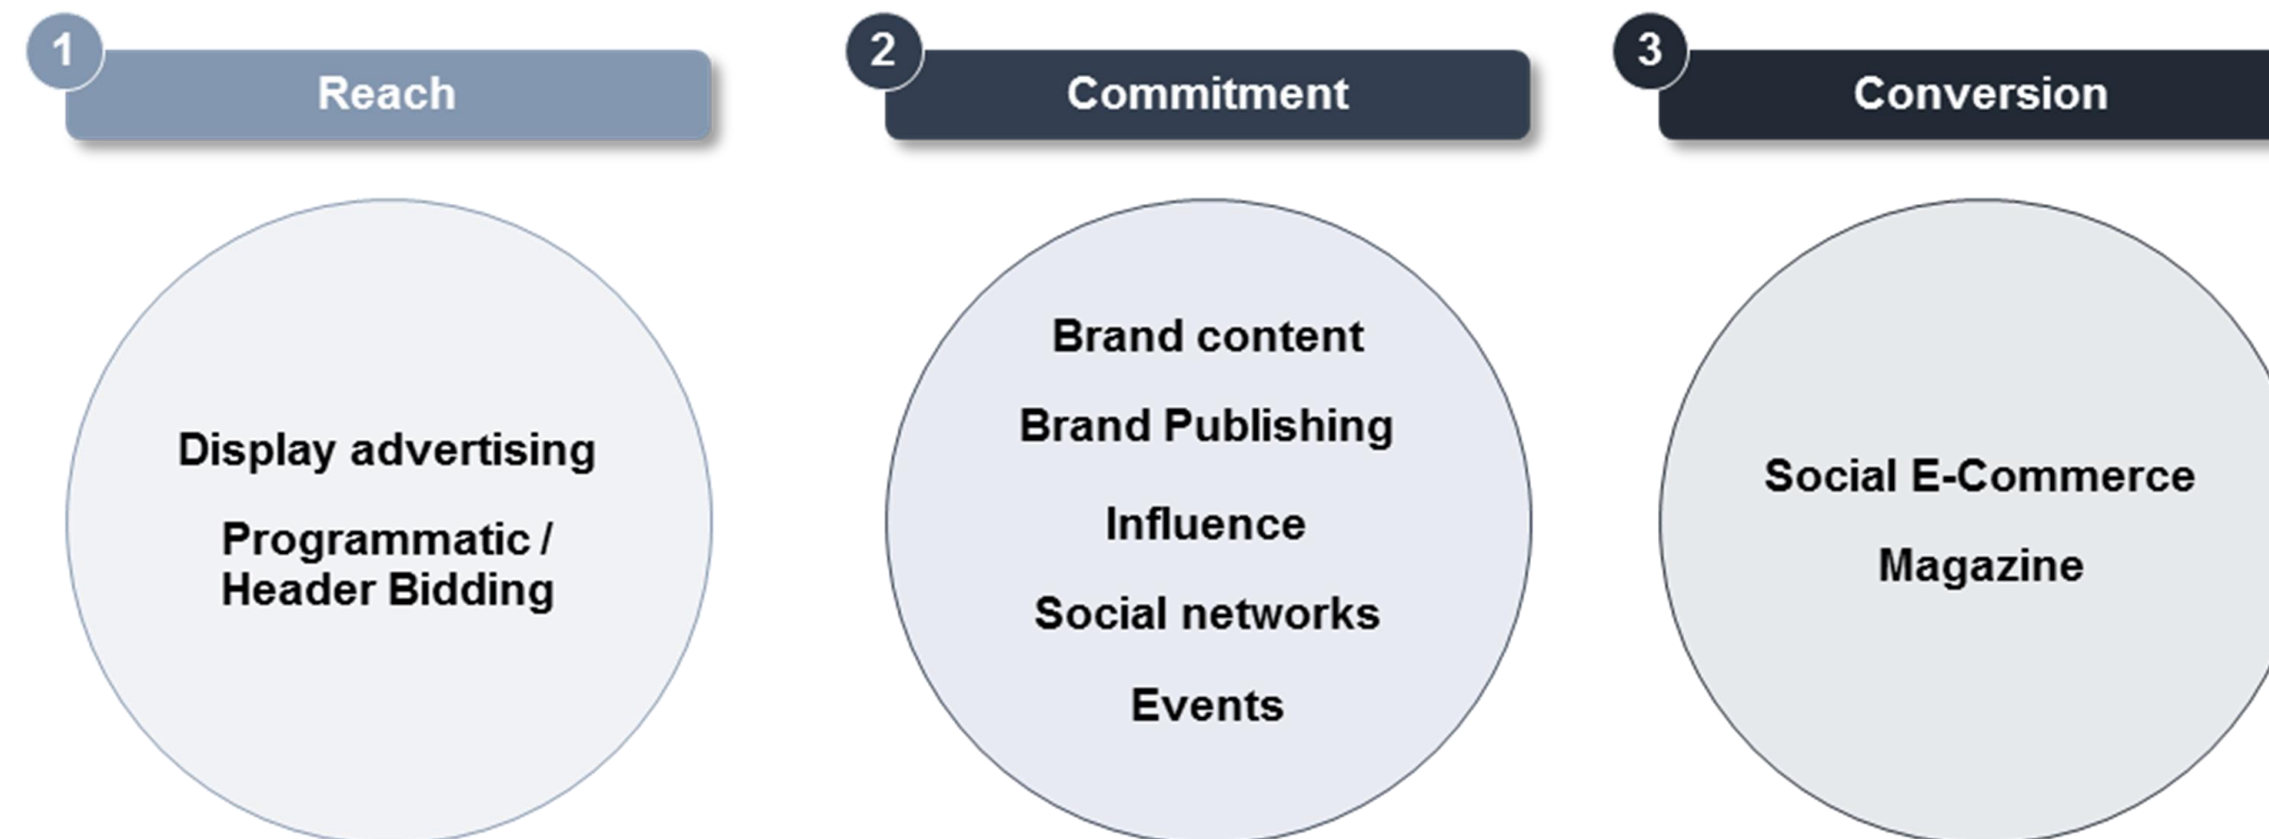 1
Reach
Display advertising
Programmatic /
Header Bidding
2
Commitment
Brand content
Brand Publishing
Influence
Social networks
Events
3
Conversion
Social E-Commerce
Magazine